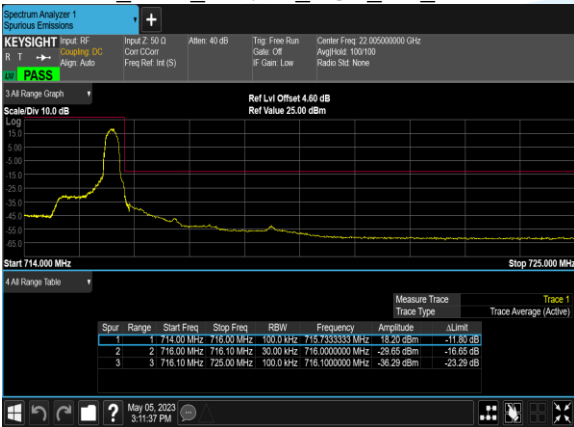 Spectrum Analyzer 1
Spurious Emissions
+
KEYSIGHT Input: RF Input Z: 50 Ω Atten: 40 dB Trig: Free Run Center Freq: 22.005000000 GHz
R T Coupling: DC Corr CCorr Gate: Off Avg|Hold: 100/100
Align: Auto Freq Ref: Int (S) IF Gain: Low Radio Std: None
PASS
3 All Range Graph
Ref Lvl Offset 4.60 dB
Scale/Div 10.0 dB Ref Value 25.00 dBm
Log
15.0
5.00
-5.00
-15.0
-25.0
-35.0
-45.0
-55.0
-65.0
Start 714.000 MHz Stop 725.000 MHz
4 All Range Table
Measure Trace Trace 1
Trace Type Trace Average (Active)
Spur Range Start Freq Stop Freq RBW Frequency Amplitude ΔLimit
1 1 714.00 MHz 716.00 MHz 100.0 kHz 715.7333333 MHz 18.20 dBm -11.80 dB
2 2 716.00 MHz 716.10 MHz 30.00 kHz 716.0000000 MHz -29.65 dBm -16.65 dB
3 3 716.10 MHz 725.00 MHz 100.0 kHz 716.1000000 MHz -36.29 dBm -23.29 dB
? May 05, 2023
3:11:37 PM